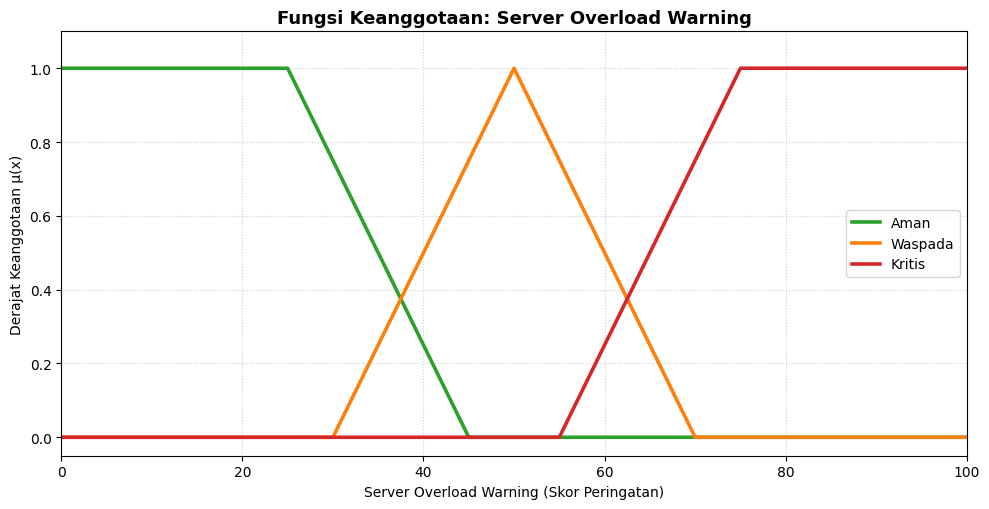 Fungsi Keanggotaan: Server Overload Warning
Derajat Keanggotaan μ(x)
1.0
0.8
0.6
0.4
0.2
0.0
Aman
Waspada
Kritis
0 20 40 60 80 100
Server Overload Warning (Skor Peringatan)